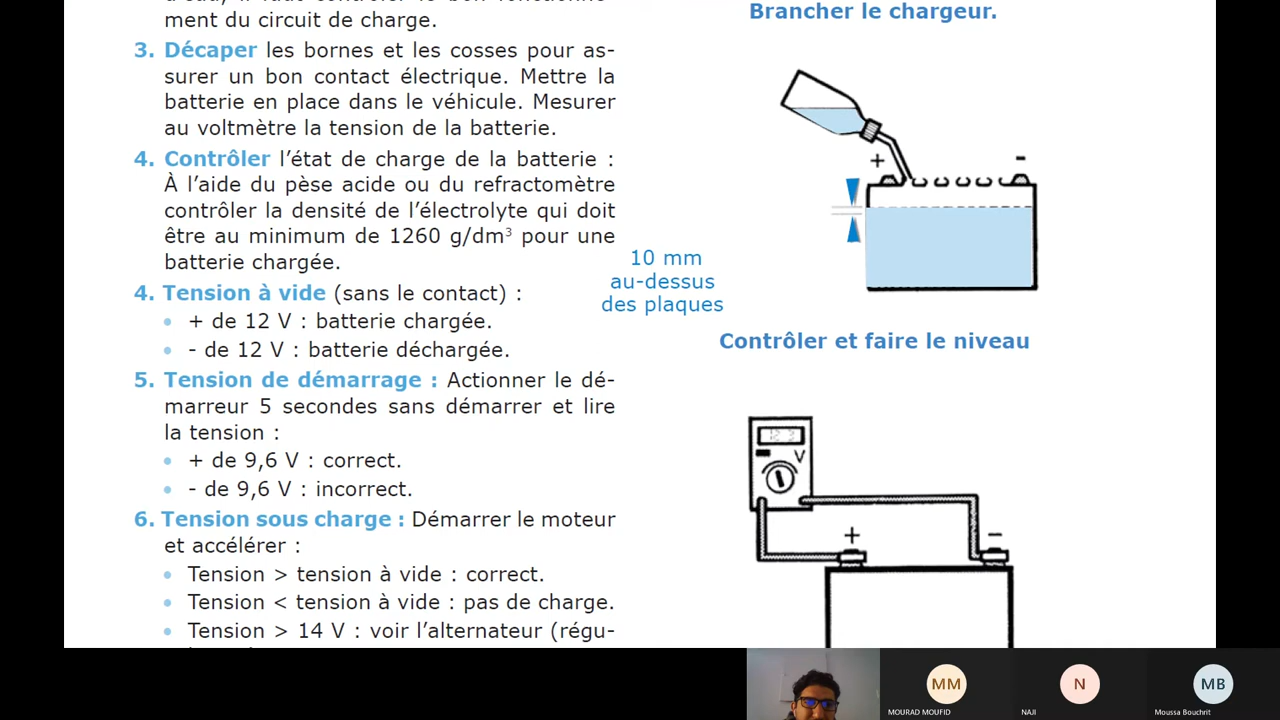 ment du circuit de charge.
3. Décaper les bornes et les cosses pour as-
surer un bon contact électrique. Mettre la
batterie en place dans le véhicule. Mesurer
au voltmètre la tension de la batterie.
4. Contrôler l'état de charge de la batterie :
À l'aide du pèse acide ou du refractomètre
contrôler la densité de l'électrolyte qui doit
être au minimum de 1260 g/dm³ pour une
batterie chargée.
4. Tension à vide (sans le contact) :
• + de 12 V : batterie chargée.
• - de 12 V : batterie déchargée.
5. Tension de démarrage : Actionner le dé-
marreur 5 secondes sans démarrer et lire
la tension :
• + de 9,6 V : correct.
• - de 9,6 V : incorrect.
6. Tension sous charge : Démarrer le moteur
et accélérer :
• Tension > tension à vide : correct.
• Tension < tension à vide : pas de charge.
• Tension > 14 V : voir l'alternateur (régu-
Brancher le chargeur.
+ -
10 mm
au-dessus
des plaques
Contrôler et faire le niveau
V
+ -
MM
N
MB
MOURAD MOUFID
NAJI
Moussa Bouchrit